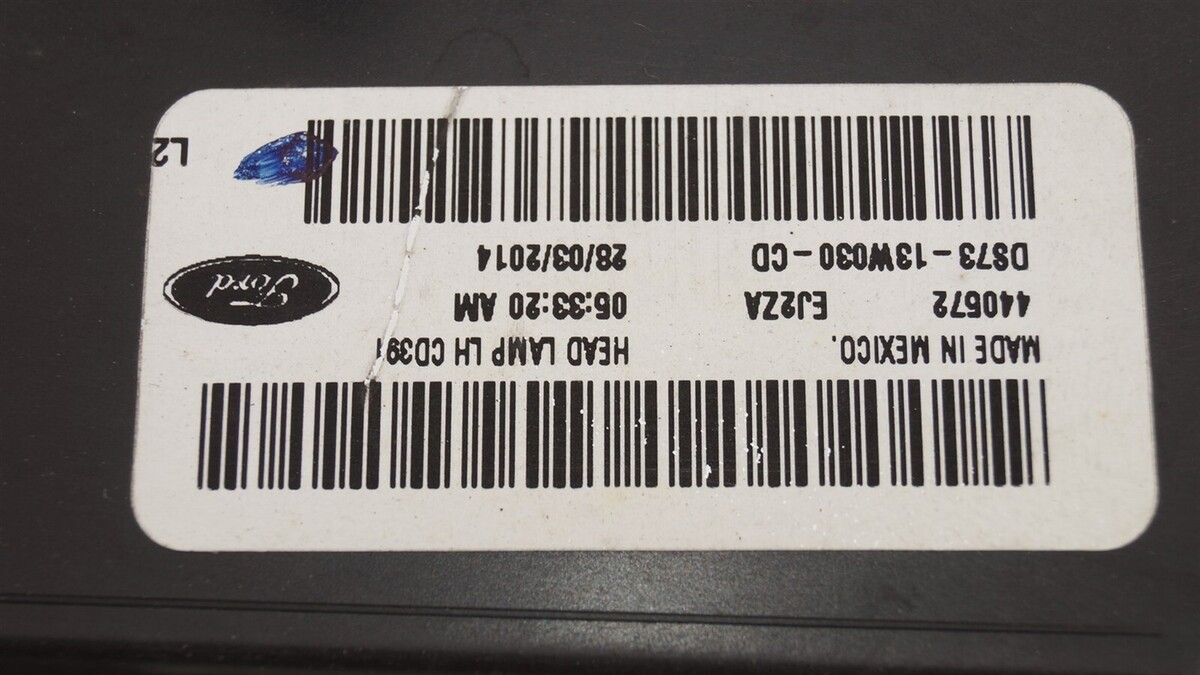 MADE IN MEXICO. HEAD LAMP LH CD391
440572 EJ2ZA 05:33:20 AM
Ford
DS73-13W030-CD 28/03/2014
L2